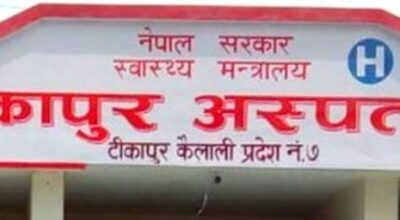 नेपाल सरकार
स्वास्थ्य मन्त्रालय
H
कापुर अस्पत
टीकापुर कैलाली प्रदेश नं.७